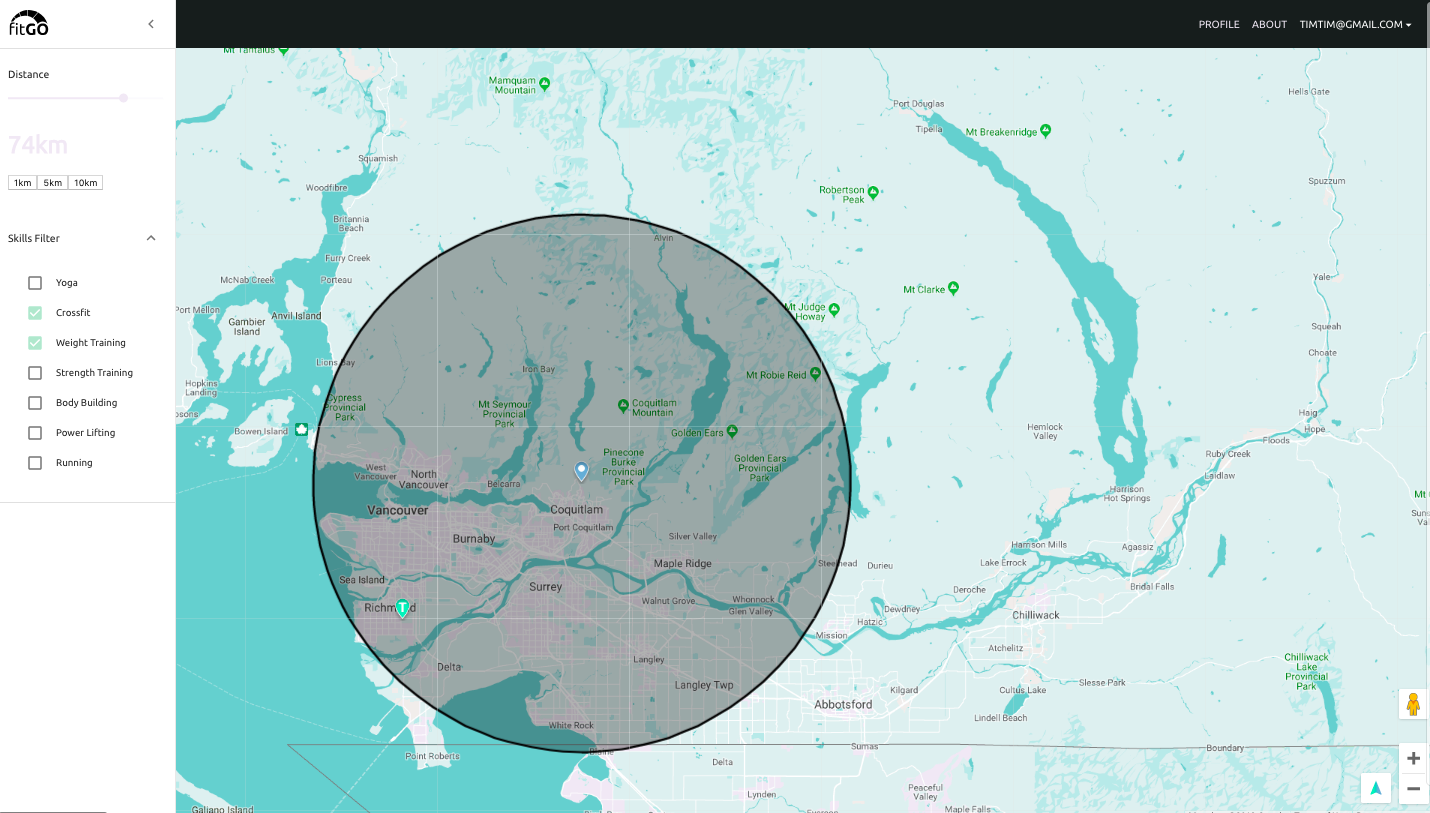 fitGO
PROFILE
ABOUT
TIMTIM@GMAIL.COM
Distance
74km
1km
5km
10km
Skills Filter
Yoga
Crossfit
Weight Training
Strength Training
Body Building
Power Lifting
Running
Mt Tantalus
Mamquam
Mountain
Hells Gate
Port Douglas
Tipella
Mt Breakenridge
Squamish
Woodfibre
Robertson
Peak
Spuzzum
Britannia
Beach
Alvin
Furry Creek
Porteau
McNab Creek
Yale
Mt Clarke
Port Mellon
Anvil Island
Gambier
Island
Mt Judge
Howay
Squeah
Choate
Lions Bay
Iron Bay
Mt Robie Reid
Hopkins
Landing
Cypress
Provincial
Park
Mt Seymour
Provincial
Park
Coquitlam
Mountain
Golden Ears
Bowen Island
Haig
Hope
Hemlock
Valley
Floods
Ruby Creek
Laidlaw
Pinecone
Burke
Provincial
Park
Golden Ears
Provincial
Park
West
Vancouver
North
Vancouver
Belcarra
Harrison
Hot Springs
Vancouver
Coquitlam
Port Coquitlam
Burnaby
Silver Valley
Harrison Mills
Agassiz
Maple Ridge
Steelhead
Durieu
Lake Errock
Sea Island
Surrey
Bridal Falls
Deroche
Richmond
T
Walnut Grove
Whonnock
Glen Valley
Dewdney
Hatzic
Mission
Chilliwack
Atchelitz
Delta
Langley
Chilliwack
Lake
Provincial
Park
Langley Twp
Slesse Park
Kilgard
Cultus Lake
Abbotsford
Lindell Beach
White Rock
Blaine
Sumas
Boundary
Point Roberts
Delta
Lynden
Peaceful
Valley
Maple Falls
Galiano Island